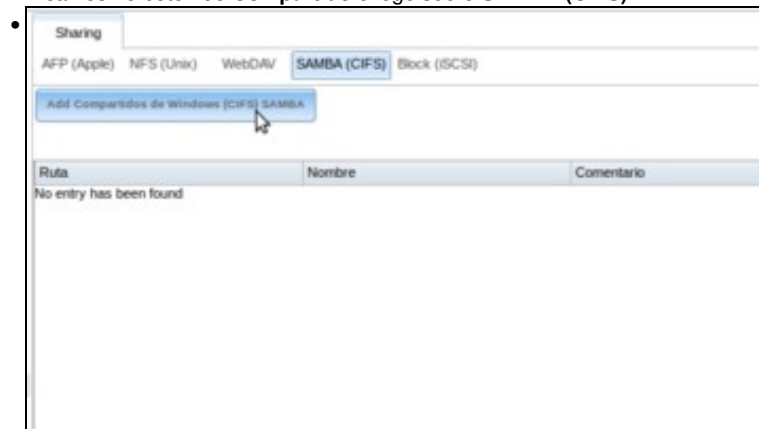 Sharing
AFP (Apple) NFS (Unix) WebDAV SAMBA (CIFS) Block (iSCSI)
Add Compartidos de Windows (CIFS) SAMBA
Ruta Nombre Comentario
No entry has been found